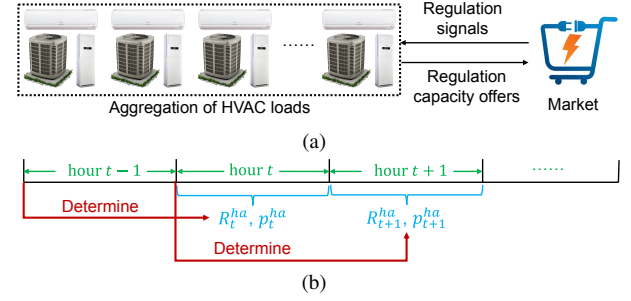 Regulation
signals
......
Regulation
capacity offers
Aggregation of HVAC loads
Market
(a)
hour t − 1 hour t hour t + 1 ......
Determine
R_t^{ha}, p_t^{ha} R_{t+1}^{ha}, p_{t+1}^{ha}
Determine
(b)